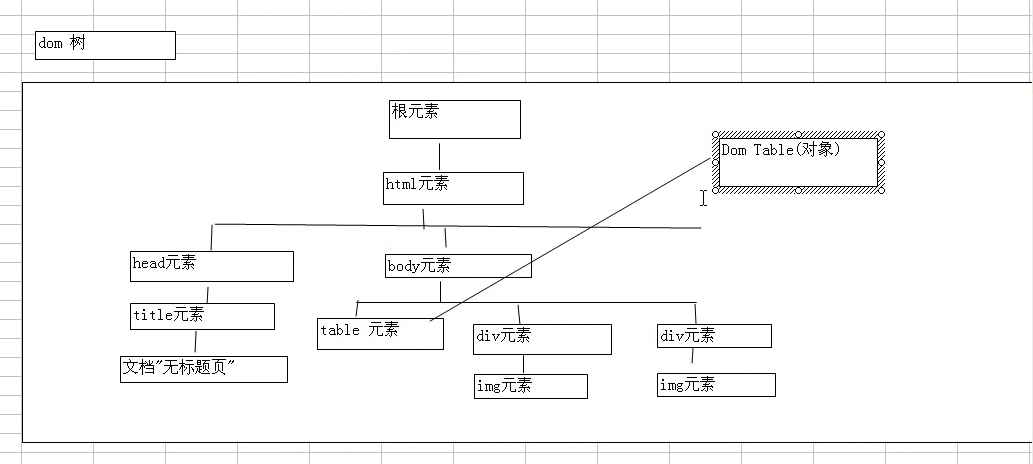 dom 树
根元素
Dom Table(对象)
html元素
head元素
body元素
title元素
table 元素
div元素
div元素
文档"无标题页"
img元素
img元素